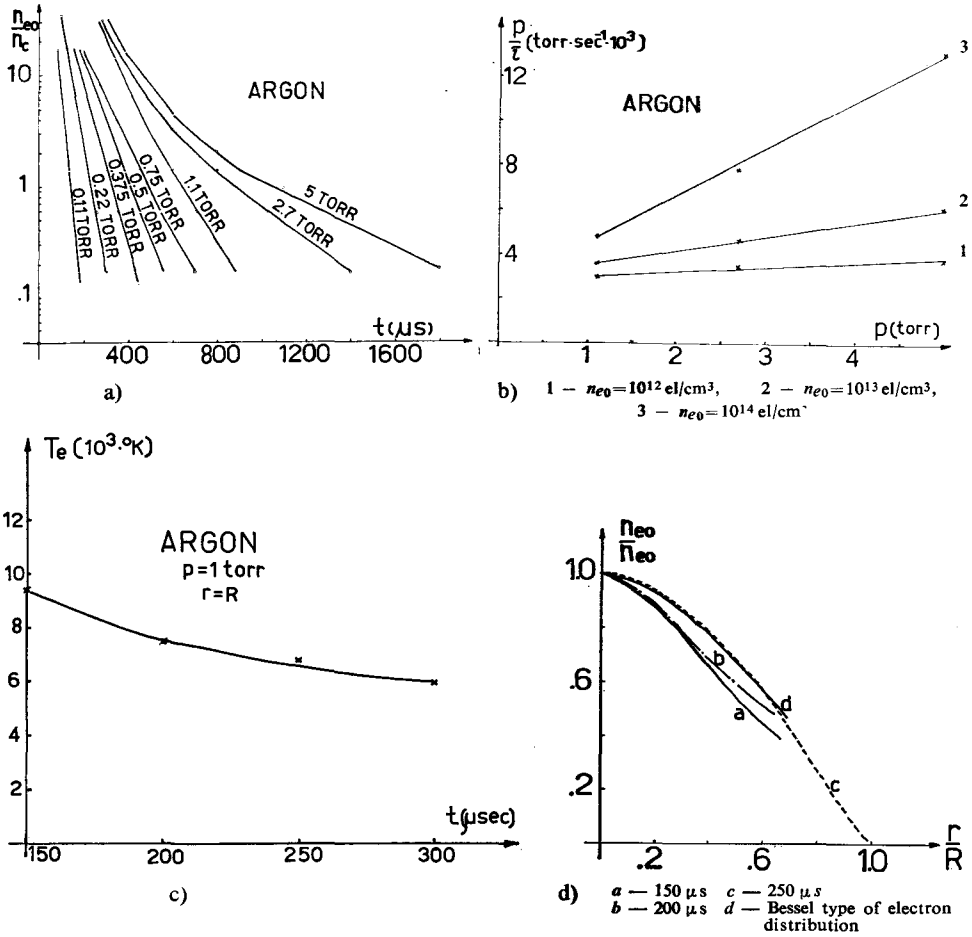 n_eo / n_c
10
1
.1
ARGON
0.11 TORR
0.22 TORR
0.375 TORR
0.5 TORR
0.75 TORR
1.1 TORR
2.7 TORR
5 TORR
t(μs)
400 800 1200 1600
a)
p/τ (torr·sec⁻¹·10³)
12
8
4
ARGON
3
2
1
p(torr)
1 2 3 4
b) 1 — n_e0=10¹² el/cm³, 2 — n_e0=10¹³ el/cm³,
3 — n_e0=10¹⁴ el/cm
Te (10³·°K)
12
10
8
6
4
2
ARGON
p=1 torr
r=R
t(μsec)
150 200 250 300
c)
n_eo / n_eo
1.0
.6
.2
b
a
d
c
.2 .6 1.0
r/R
d) a — 150 μs c — 250 μs
b — 200 μs d — Bessel type of electron
distribution